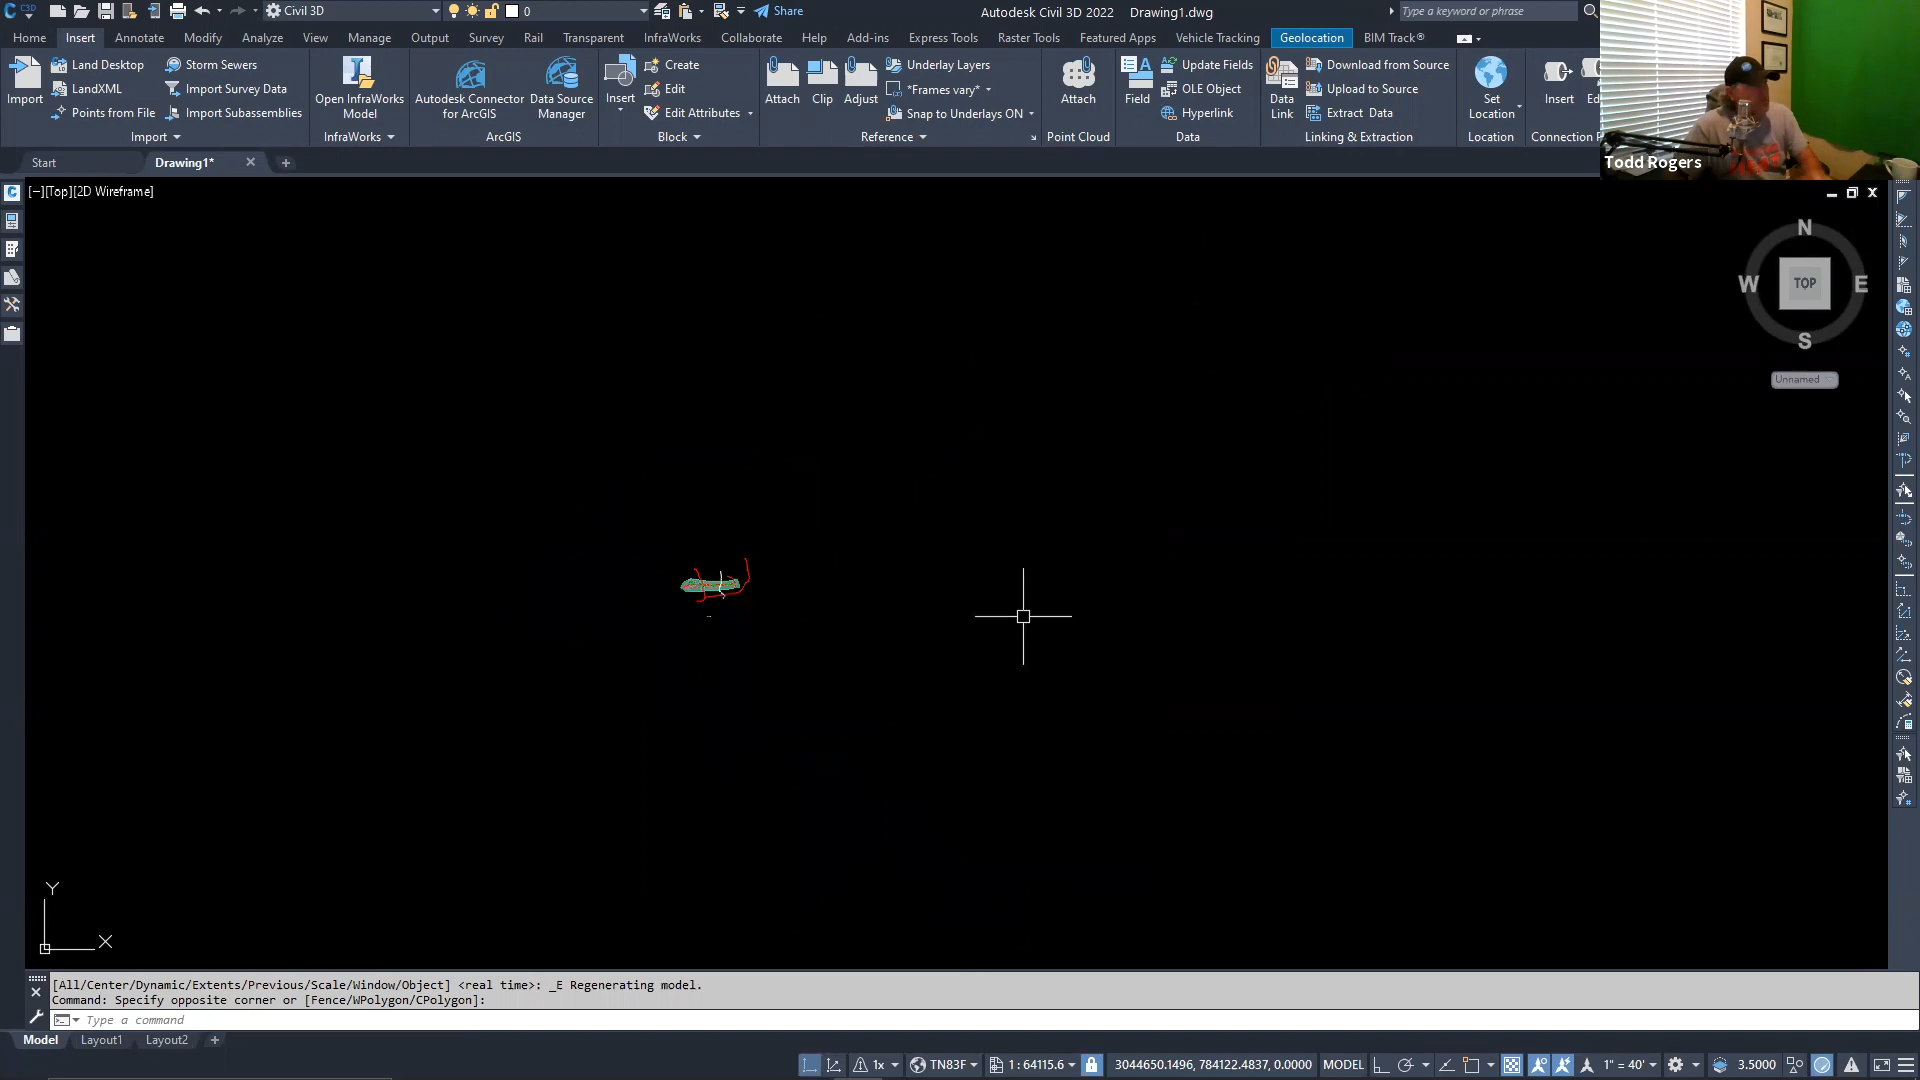 C3D
Civil 3D
0
Share
Autodesk Civil 3D 2022 Drawing1.dwg
Type a keyword or phrase
Home Insert Annotate Modify Analyze View Manage Output Survey Rail Transparent InfraWorks Collaborate Help Add-ins Express Tools Raster Tools Featured Apps Vehicle Tracking Geolocation BIM Track®
Import
Land Desktop
LandXML
Points from File
Storm Sewers
Import Survey Data
Import Subassemblies
Open InfraWorks
Model
Autodesk Connector
for ArcGIS
Data Source
Manager
Insert
Create
Edit
Edit Attributes
Attach
Clip
Adjust
Underlay Layers
*Frames vary*
Snap to Underlays ON
Attach
Field
Update Fields
OLE Object
Hyperlink
Data
Link
Download from Source
Upload to Source
Extract Data
Set
Location
Insert
Import InfraWorks ArcGIS Block Reference Point Cloud Data Linking & Extraction Location
Todd Rogers
Start
Drawing1*
[−][Top][2D Wireframe]
N
W TOP E
S
Unnamed
Y
X
[All/Center/Dynamic/Extents/Previous/Scale/Window/Object] <real time>: _E Regenerating model.
Command: Specify opposite corner or [Fence/WPolygon/CPolygon]:
Type a command
Model Layout1 Layout2
1x TN83F 1 : 64115.6 3044650.1496, 784122.4837, 0.0000 MODEL 1" = 40' 3.5000